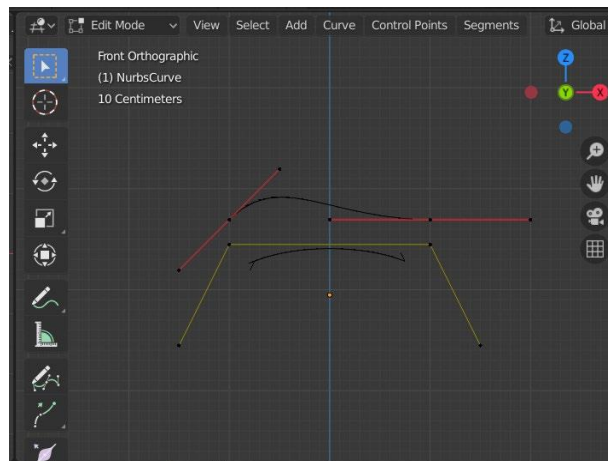 Edit Mode View Select Add Curve Control Points Segments Global
Front Orthographic
(1) NurbsCurve
10 Centimeters
Z
Y
X